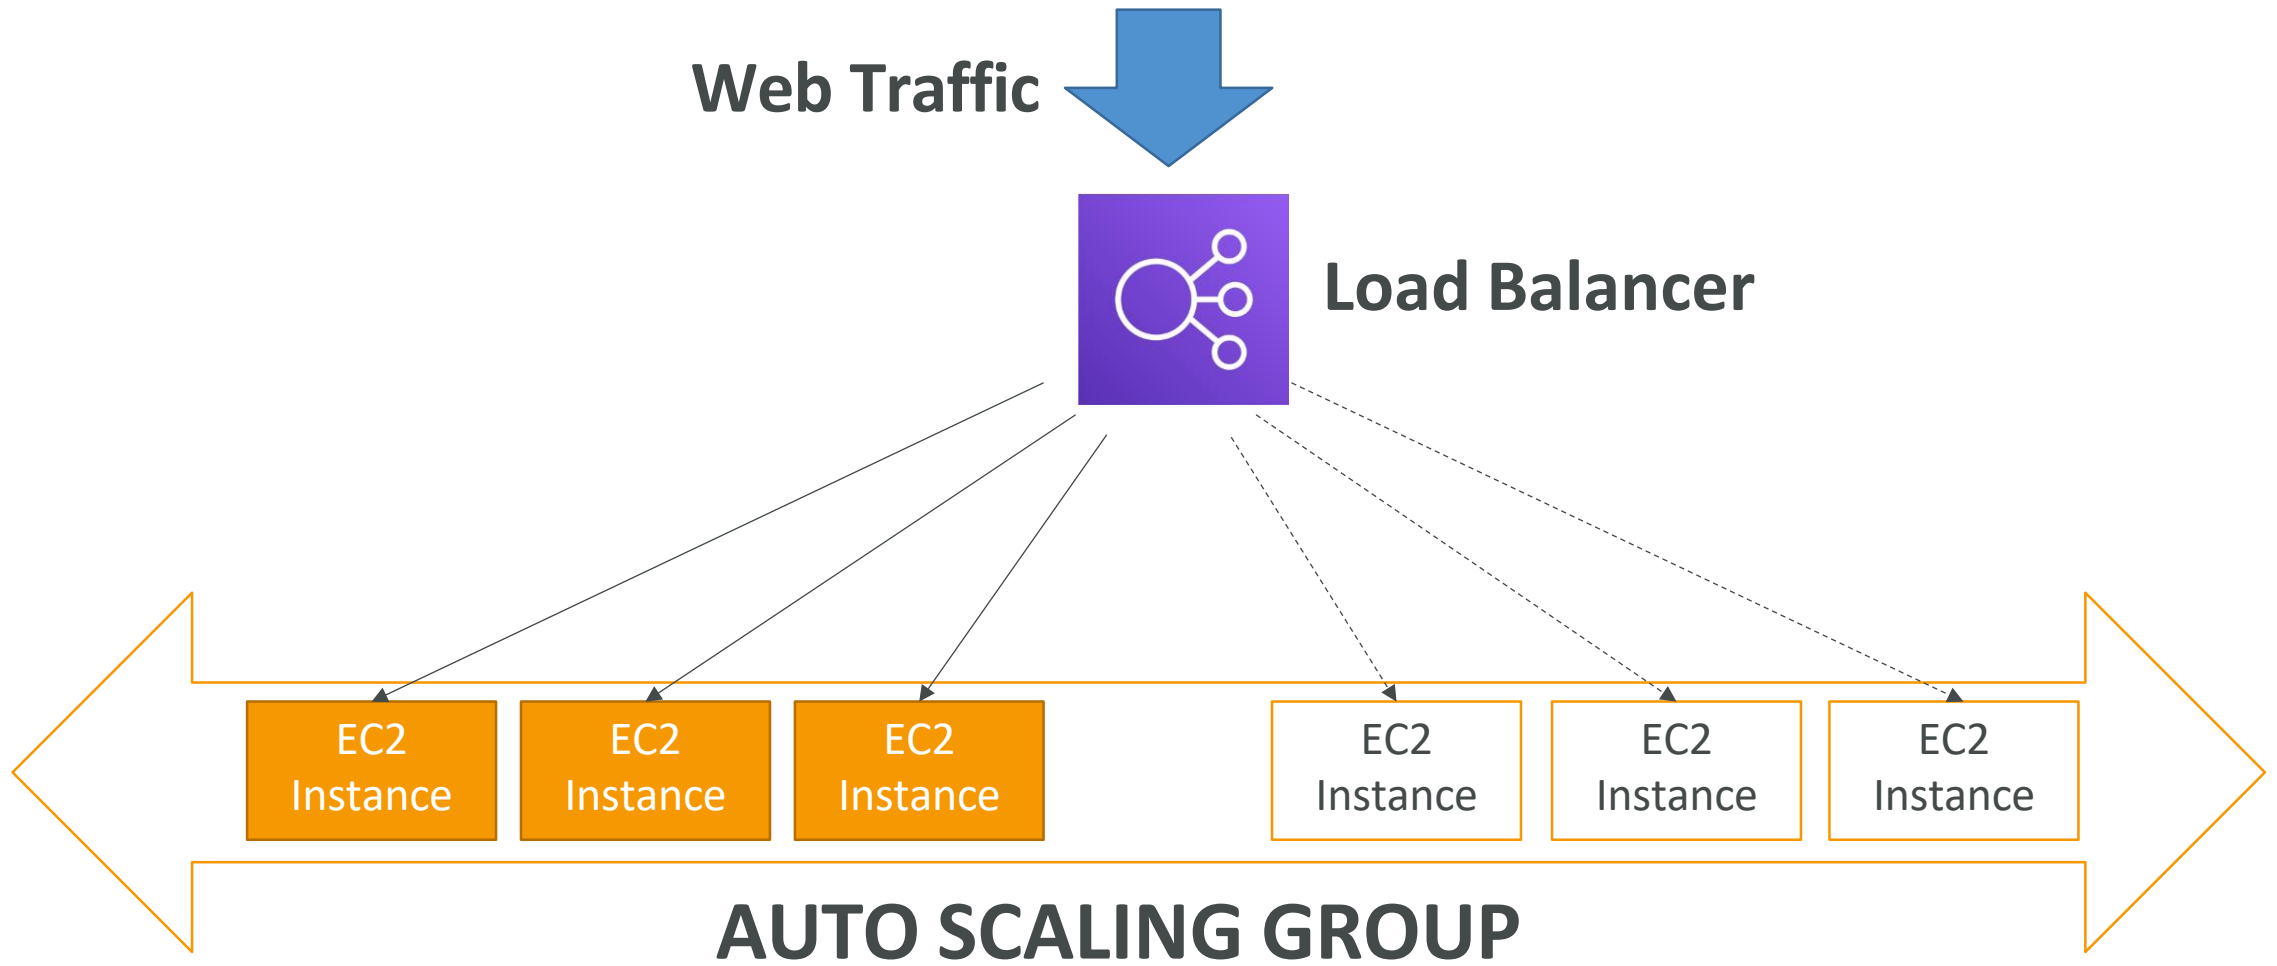 Web Traffic
Load Balancer
EC2
Instance
EC2
Instance
EC2
Instance
EC2
Instance
EC2
Instance
EC2
Instance
AUTO SCALING GROUP